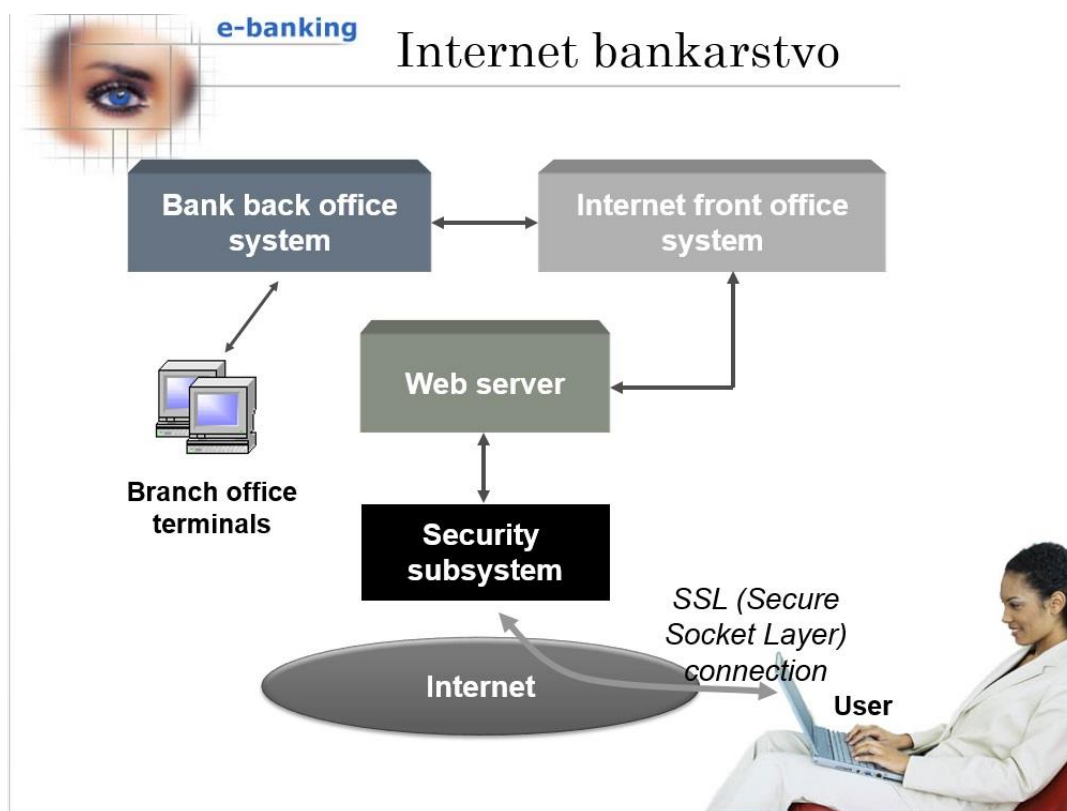 e-banking
Internet bankarstvo
Bank back office
system
Internet front office
system
Web server
Branch office
terminals
Security
subsystem
SSL (Secure
Socket Layer)
connection
Internet
User